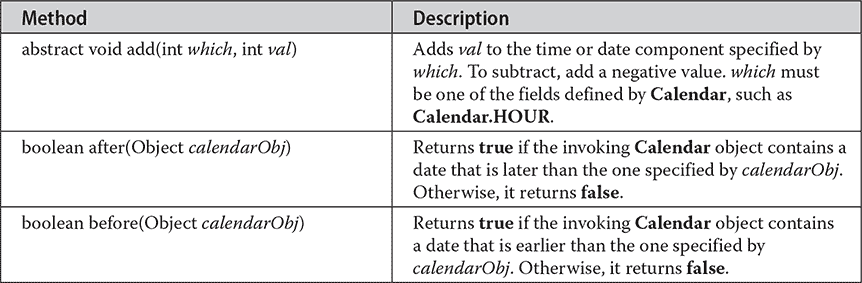 Method Description
abstract void add(int which, int val) Adds val to the time or date component specified by
which. To subtract, add a negative value. which must
be one of the fields defined by Calendar, such as
Calendar.HOUR.
boolean after(Object calendarObj) Returns true if the invoking Calendar object contains a
date that is later than the one specified by calendarObj.
Otherwise, it returns false.
boolean before(Object calendarObj) Returns true if the invoking Calendar object contains
a date that is earlier than the one specified by
calendarObj. Otherwise, it returns false.